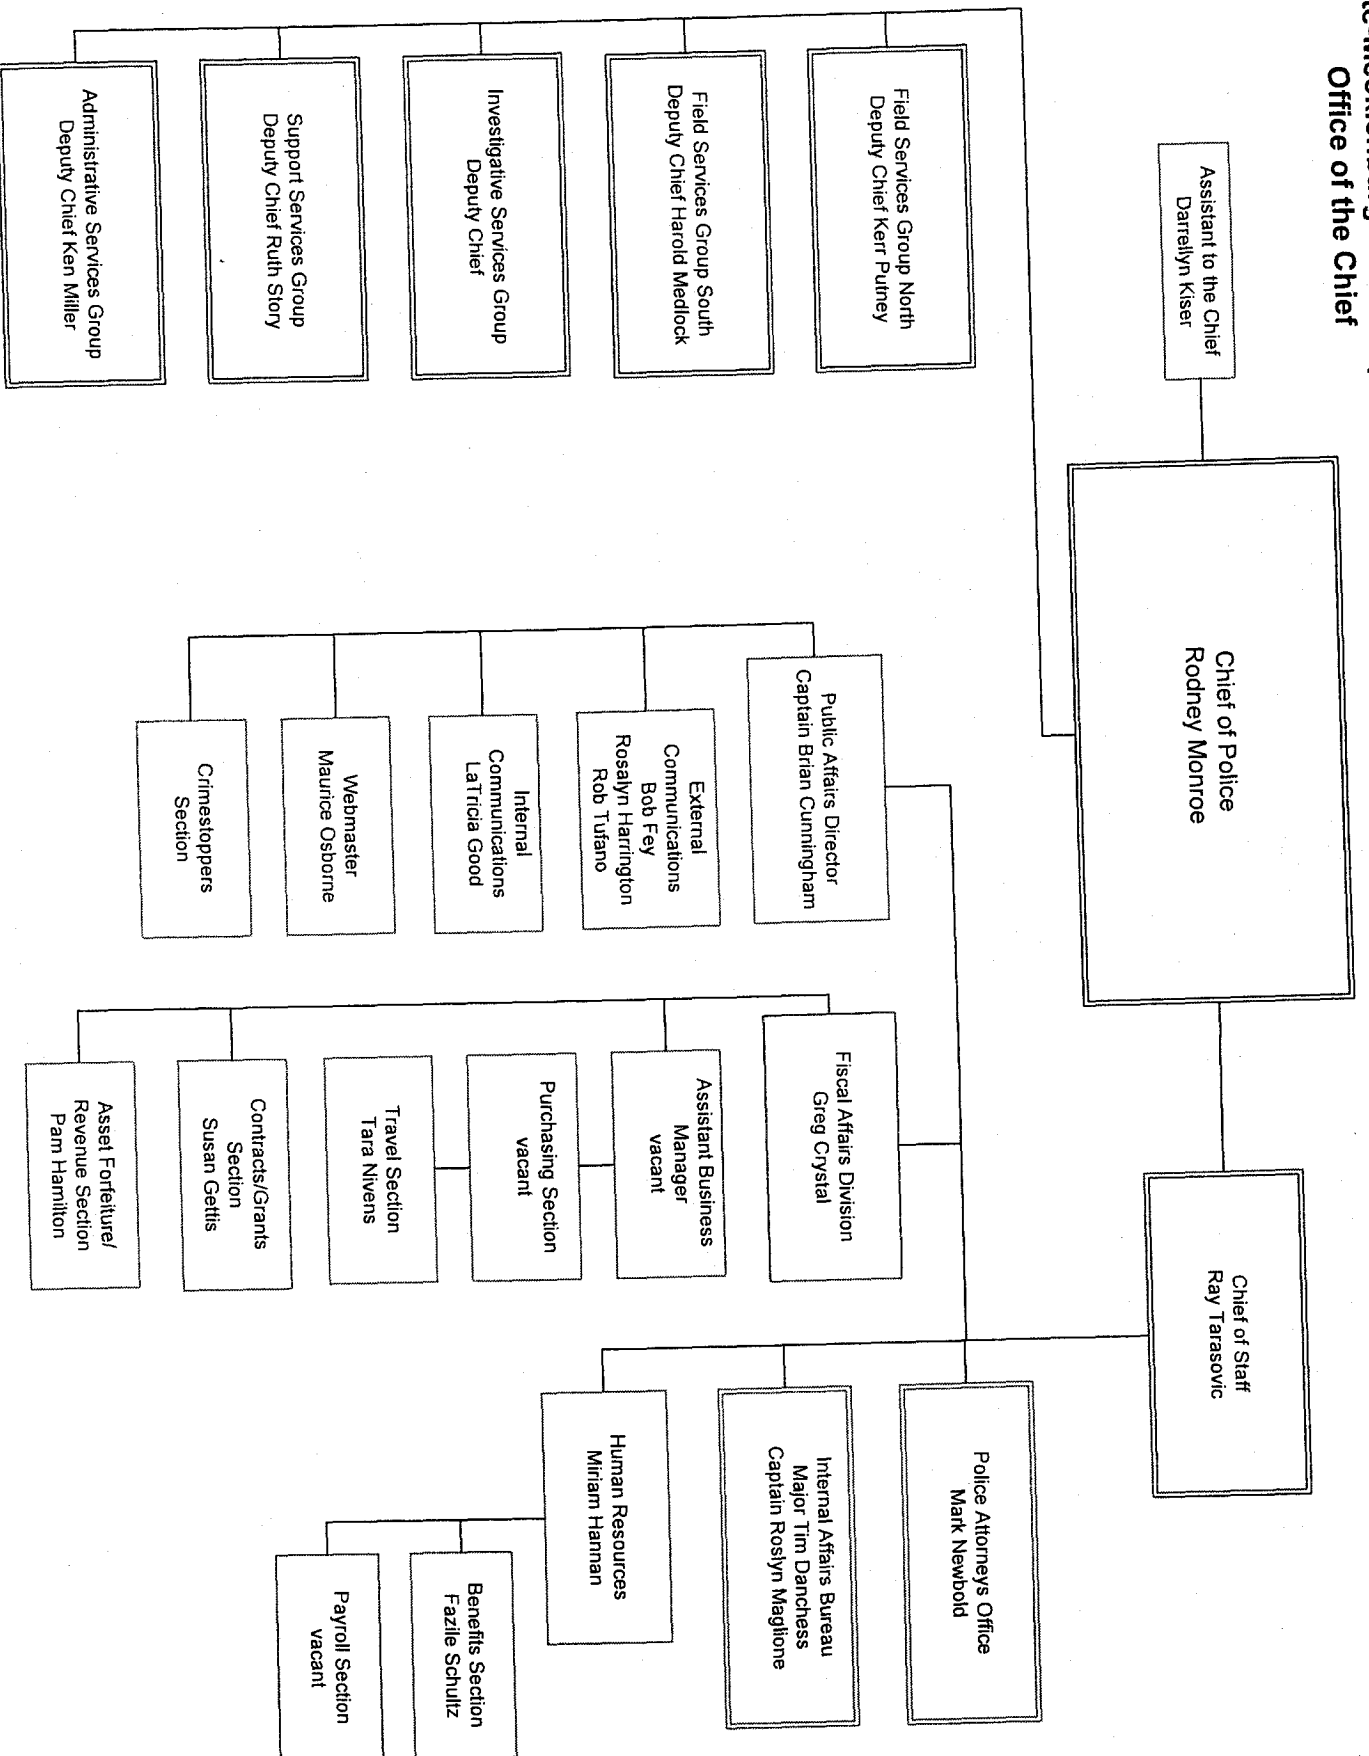 Office of the Chief
Assistant to the Chief
Darrellyn Kiser
Chief of Police
Rodney Monroe
Chief of Staff
Ray Tarasovic
Field Services Group North
Deputy Chief Kerr Putney
Field Services Group South
Deputy Chief Harold Medlock
Investigative Services Group
Deputy Chief
Support Services Group
Deputy Chief Ruth Story
Administrative Services Group
Deputy Chief Ken Miller
Public Affairs Director
Captain Brian Cunningham
External
Communications
Bob Fey
Rosalyn Harrington
Rob Tufano
Internal
Communications
LaTricia Good
Webmaster
Maurice Osborne
Crimestoppers
Section
Fiscal Affairs Division
Greg Crystal
Assistant Business
Manager
vacant
Purchasing Section
vacant
Travel Section
Tara Nivens
Contracts/Grants
Section
Susan Gettis
Asset Forfeiture/
Revenue Section
Pam Hamilton
Police Attorneys Office
Mark Newbold
Internal Affairs Bureau
Major Tim Danchess
Captain Roslyn Maglione
Human Resources
Miriam Hannan
Benefits Section
Fazile Schultz
Payroll Section
vacant